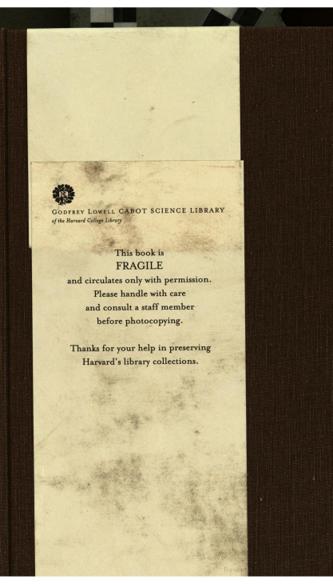 GODFREY LOWELL CABOT SCIENCE LIBRARY
of the Harvard College Library
This book is
FRAGILE
and circulates only with permission.
Please handle with care
and consult a staff member
before photocopying.
Thanks for your help in preserving
Harvard's library collections.